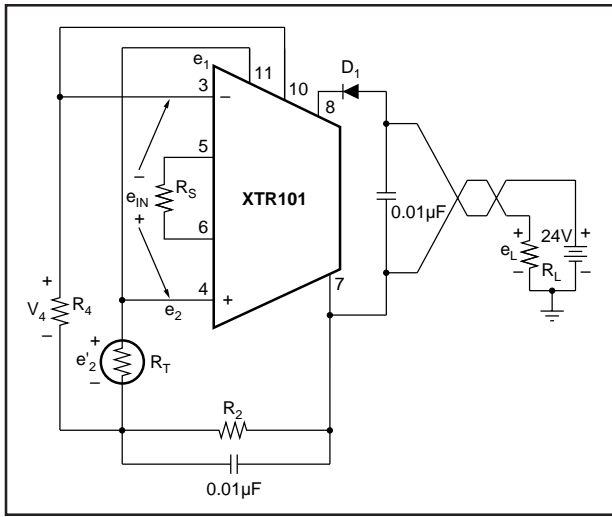 e1
11
3
−
10
D1
8
5
−
eIN
RS
XTR101
0.01µF
+
6
+
24V
+
eL
−
RL
−
4
+
7
+
V4
R4
e2
−
+
e'2
RT
−
R2
0.01µF